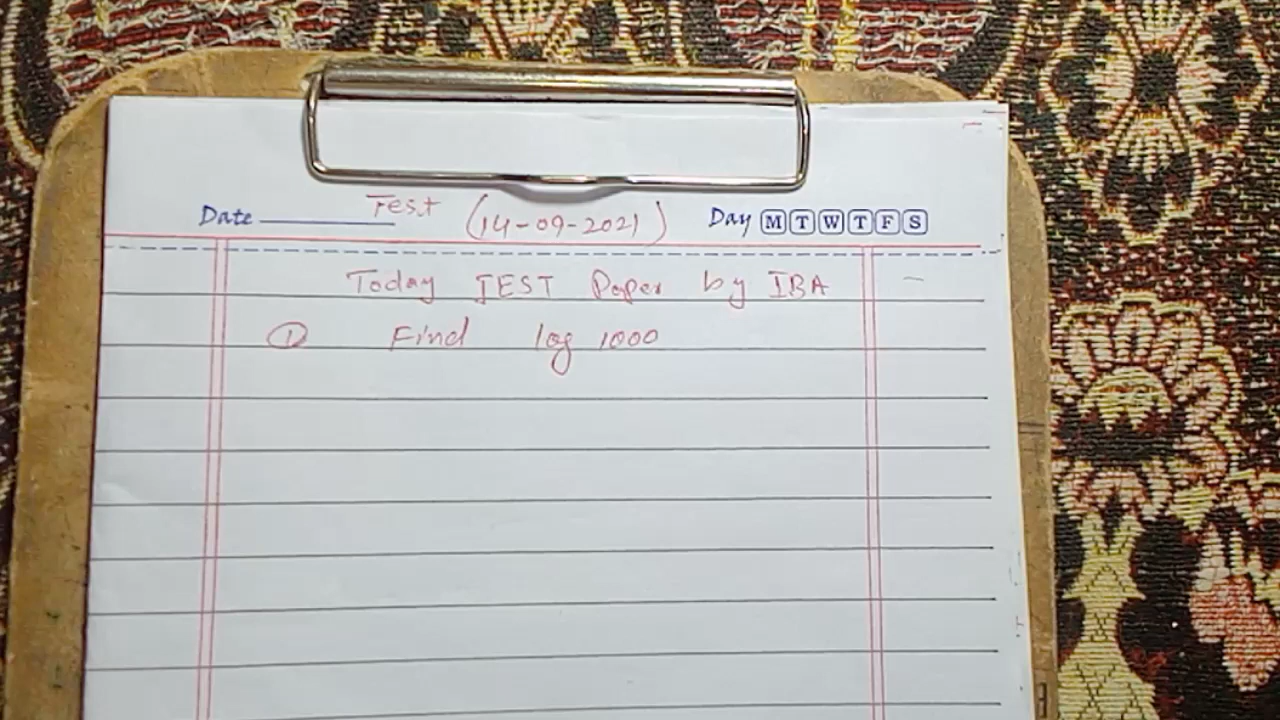 Date Test (14-09-2021) Day M T W T F S
Today TEST Paper by IBA
① Find log 1000